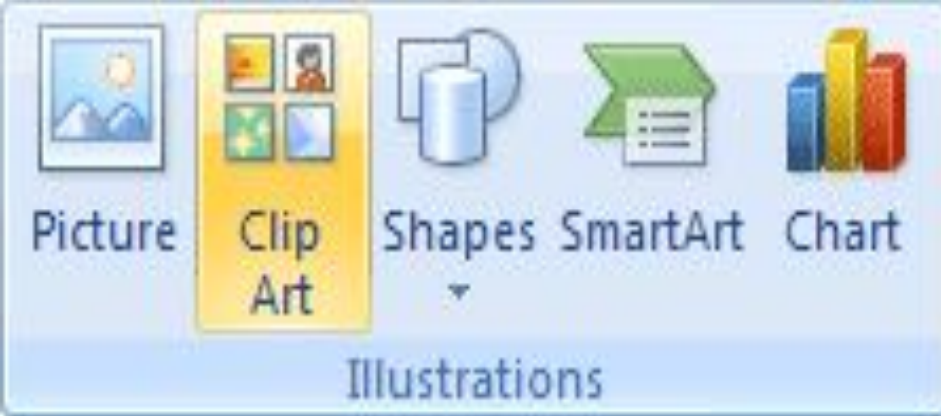 Picture
Clip
Art
Shapes
SmartArt
Chart
Illustrations